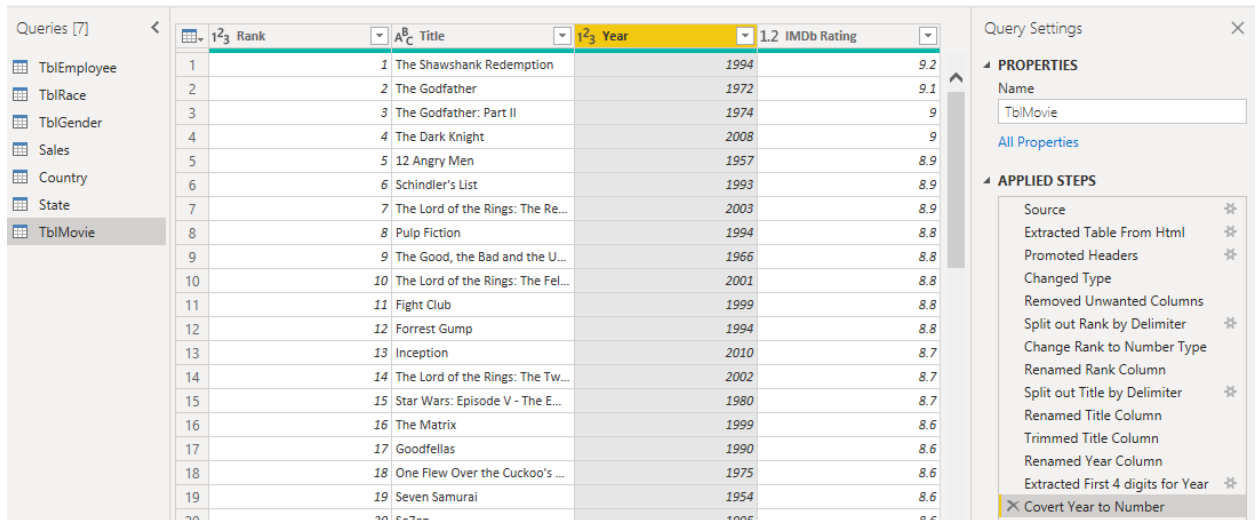 Queries [7]
TblEmployee
TblRace
TblGender
Sales
Country
State
TblMovie
1²3 Rank ABC Title 1²3 Year 1.2 IMDb Rating
1 1 The Shawshank Redemption 1994 9.2
2 2 The Godfather 1972 9.1
3 3 The Godfather: Part II 1974 9
4 4 The Dark Knight 2008 9
5 5 12 Angry Men 1957 8.9
6 6 Schindler's List 1993 8.9
7 7 The Lord of the Rings: The Re... 2003 8.9
8 8 Pulp Fiction 1994 8.8
9 9 The Good, the Bad and the U... 1966 8.8
10 10 The Lord of the Rings: The Fel... 2001 8.8
11 11 Fight Club 1999 8.8
12 12 Forrest Gump 1994 8.8
13 13 Inception 2010 8.7
14 14 The Lord of the Rings: The Tw... 2002 8.7
15 15 Star Wars: Episode V - The E... 1980 8.7
16 16 The Matrix 1999 8.6
17 17 Goodfellas 1990 8.6
18 18 One Flew Over the Cuckoo's ... 1975 8.6
19 19 Seven Samurai 1954 8.6
Query Settings
PROPERTIES
Name
TblMovie
All Properties
APPLIED STEPS
Source
Extracted Table From Html
Promoted Headers
Changed Type
Removed Unwanted Columns
Split out Rank by Delimiter
Change Rank to Number Type
Renamed Rank Column
Split out Title by Delimiter
Renamed Title Column
Trimmed Title Column
Renamed Year Column
Extracted First 4 digits for Year
Covert Year to Number